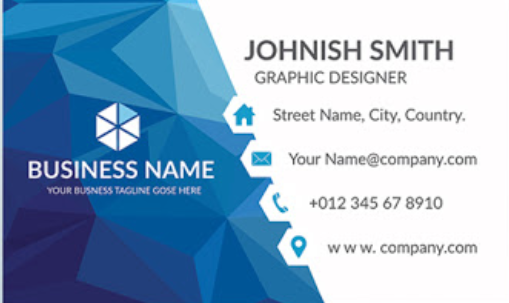 JOHNISH SMITH
GRAPHIC DESIGNER
Street Name, City, Country.
Your Name@company.com
+012 345 67 8910
w w w. company.com
BUSINESS NAME
YOUR BUSNESS TAGLINE GOSE HERE